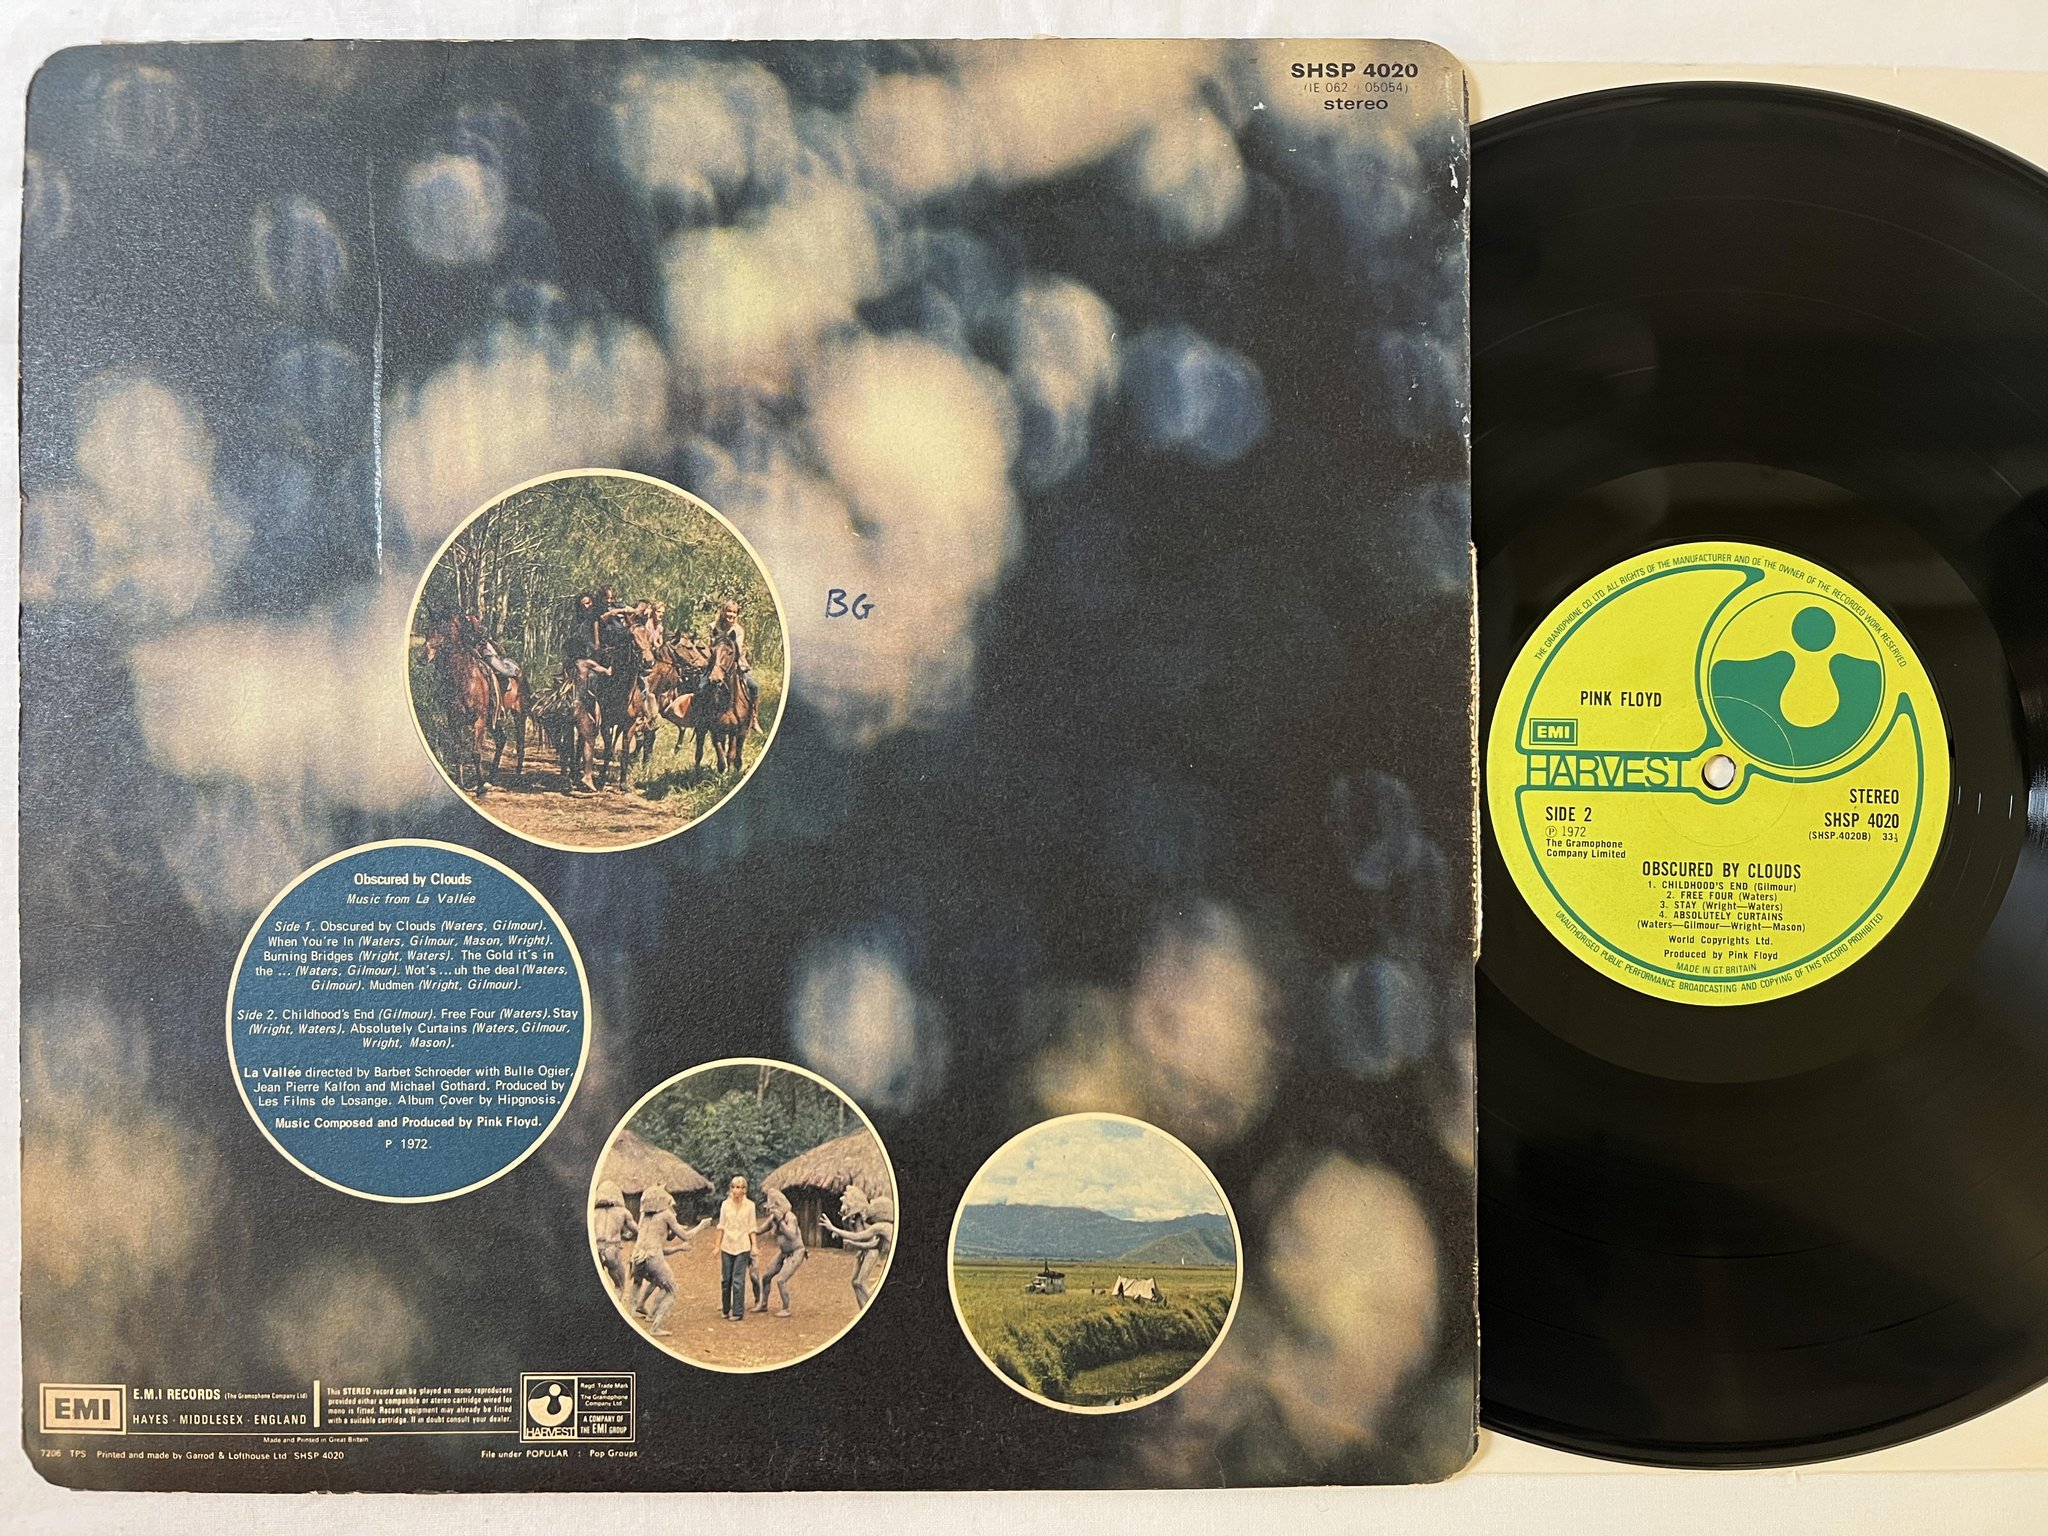 SHSP 4020
(IE 062 · 05054)
stereo
BG
Obscured by Clouds
Music from La Vallée
Side 1. Obscured by Clouds (Waters, Gilmour).
When You're In (Waters, Gilmour, Mason, Wright).
Burning Bridges (Wright, Waters). The Gold it's in
the ... (Waters, Gilmour). Wot's ...uh the deal (Waters,
Gilmour). Mudmen (Wright, Gilmour).
Side 2. Childhood's End (Gilmour). Free Four (Waters). Stay
(Wright, Waters). Absolutely Curtains (Waters, Gilmour,
Wright, Mason).
La Vallée directed by Barbet Schroeder with Bulle Ogier,
Jean Pierre Kalfon and Michael Gothard. Produced by
Les Films de Losange. Album Cover by Hipgnosis.
Music Composed and Produced by Pink Floyd.
P 1972.
EMI
E.M.I RECORDS (The Gramophone Company Ltd)
HAYES · MIDDLESEX · ENGLAND
This STEREO record can be played on mono reproducers
provided either a compatible or stereo cartridge wired for
mono is fitted. Recent equipment may already be fitted
with a suitable cartridge. If in doubt consult your dealer.
HARVEST
Regd. Trade Mark
of The Gramophone
Company Ltd
A COMPANY OF
THE EMI GROUP
Made and Printed in Great Britain
7206 TPS Printed and made by Garrod & Lofthouse Ltd SHSP 4020
File under POPULAR : Pop Groups
THE GRAMOPHONE CO. LTD. ALL RIGHTS OF THE MANUFACTURER AND OF THE OWNER OF THE RECORDED WORK RESERVED
PINK FLOYD
EMI
HARVEST
SIDE 2
℗ 1972
The Gramophone
Company Limited
STEREO
SHSP 4020
(SHSP.4020B) 33⅓
OBSCURED BY CLOUDS
1. CHILDHOOD'S END (Gilmour)
2. FREE FOUR (Waters)
3. STAY (Wright—Waters)
4. ABSOLUTELY CURTAINS
(Waters—Gilmour—Wright—Mason)
World Copyrights Ltd.
Produced by Pink Floyd
MADE IN GT BRITAIN
UNAUTHORISED PUBLIC PERFORMANCE BROADCASTING AND COPYING OF THIS RECORD PROHIBITED